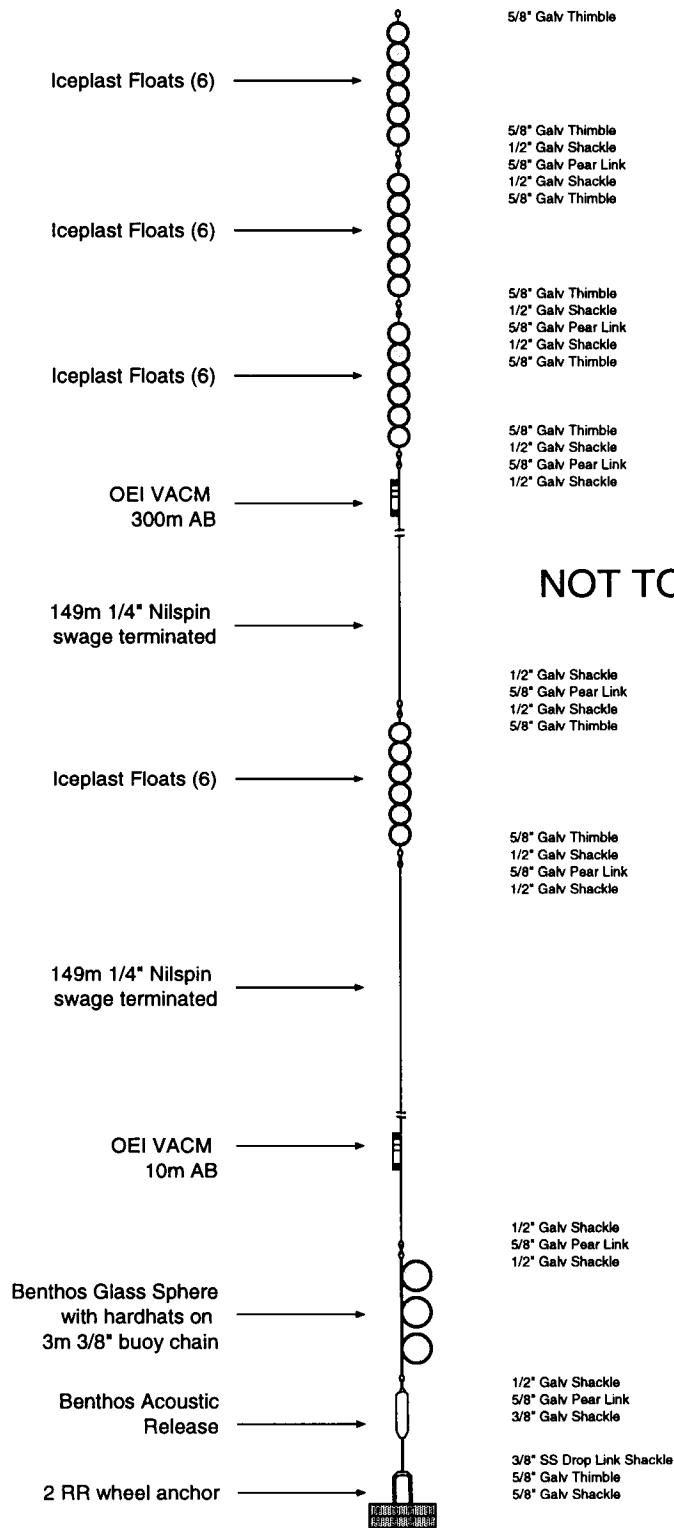 5/8" Galv Thimble
Iceplast Floats (6)
5/8" Galv Thimble
1/2" Galv Shackle
5/8" Galv Pear Link
1/2" Galv Shackle
5/8" Galv Thimble
Iceplast Floats (6)
5/8" Galv Thimble
1/2" Galv Shackle
5/8" Galv Pear Link
1/2" Galv Shackle
5/8" Galv Thimble
Iceplast Floats (6)
5/8" Galv Thimble
1/2" Galv Shackle
5/8" Galv Pear Link
1/2" Galv Shackle
OEI VACM
300m AB
NOT TO
149m 1/4" Nilspin
swage terminated
1/2" Galv Shackle
5/8" Galv Pear Link
1/2" Galv Shackle
5/8" Galv Thimble
Iceplast Floats (6)
5/8" Galv Thimble
1/2" Galv Shackle
5/8" Galv Pear Link
1/2" Galv Shackle
149m 1/4" Nilspin
swage terminated
OEI VACM
10m AB
1/2" Galv Shackle
5/8" Galv Pear Link
1/2" Galv Shackle
Benthos Glass Sphere
with hardhats on
3m 3/8" buoy chain
1/2" Galv Shackle
5/8" Galv Pear Link
3/8" Galv Shackle
Benthos Acoustic
Release
3/8" SS Drop Link Shackle
5/8" Galv Thimble
5/8" Galv Shackle
2 RR wheel anchor